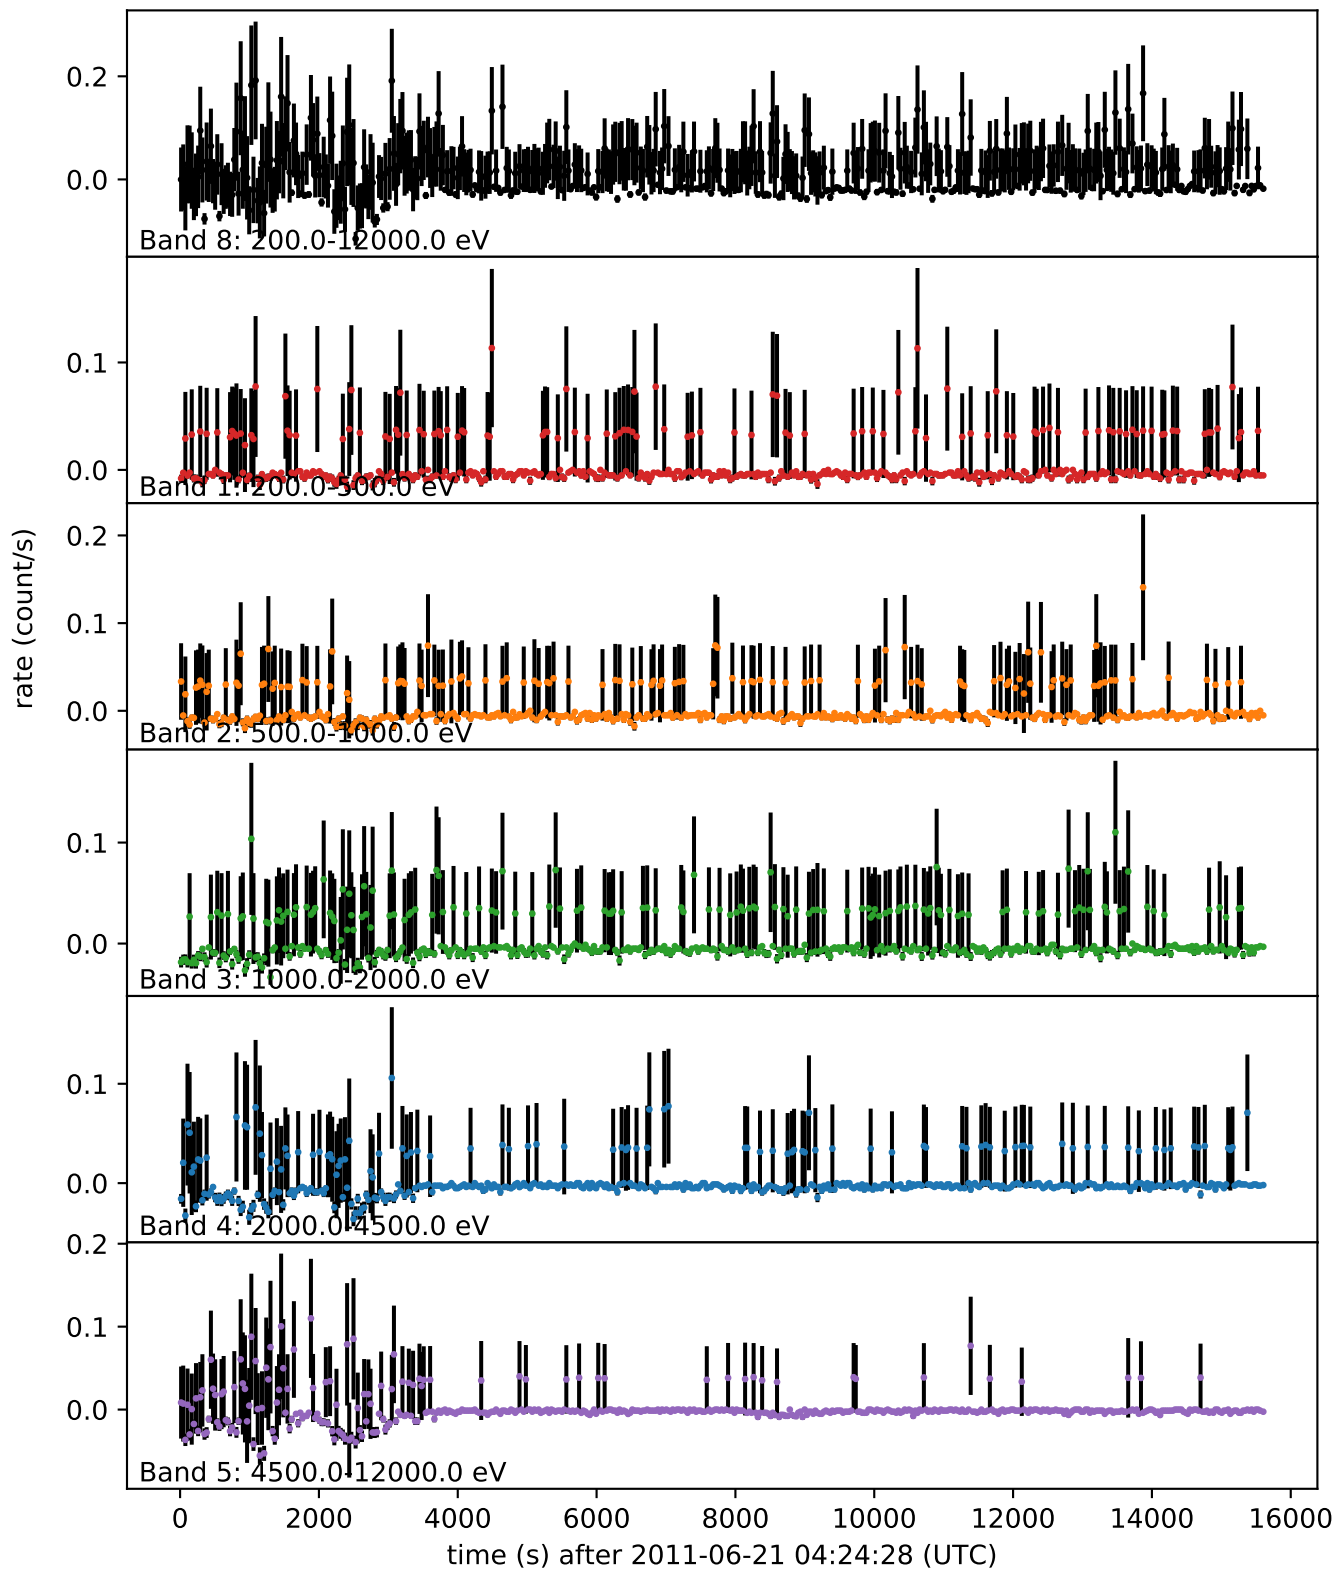 0.2
0.0
Band 8: 200.0-12000.0 eV
0.1
0.0
Band 1: 200.0-500.0 eV
rate (count/s)
0.2
0.1
0.0
Band 2: 500.0-1000.0 eV
0.1
0.0
Band 3: 1000.0-2000.0 eV
0.1
0.0
Band 4: 2000.0-4500.0 eV
0.2
0.1
0.0
Band 5: 4500.0-12000.0 eV
0 2000 4000 6000 8000 10000 12000 14000 16000
time (s) after 2011-06-21 04:24:28 (UTC)